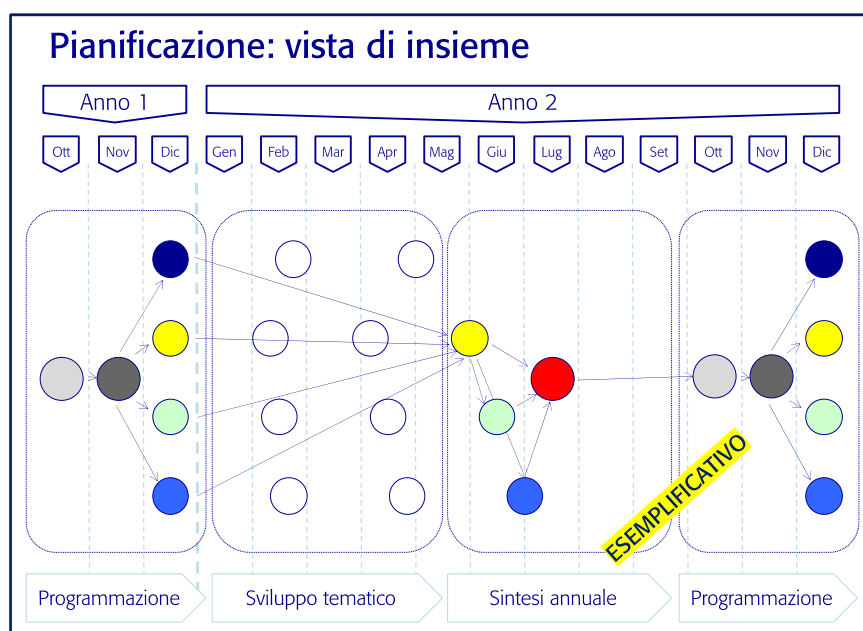 Pianificazione: vista di insieme
Anno 1
Anno 2
Ott
Nov
Dic
Gen
Feb
Mar
Apr
Mag
Giu
Lug
Ago
Set
Ott
Nov
Dic
ESEMPLIFICATIVO
Programmazione
Sviluppo tematico
Sintesi annuale
Programmazione